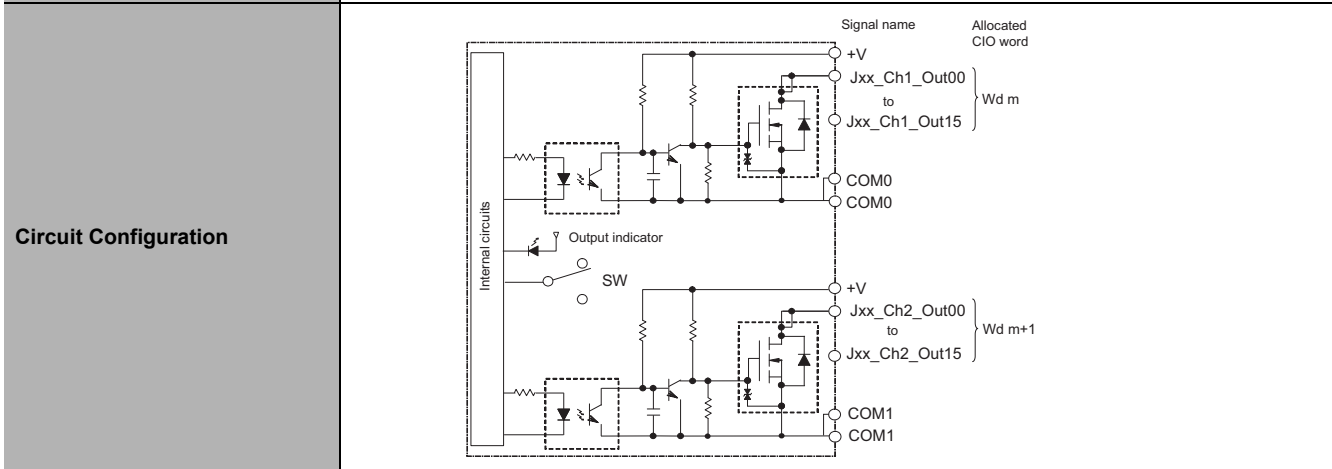 Circuit Configuration
Signal name
Allocated
CIO word
+V
Jxx_Ch1_Out00
to
Jxx_Ch1_Out15
Wd m
COM0
COM0
Internal circuits
Output indicator
SW
+V
Jxx_Ch2_Out00
to
Jxx_Ch2_Out15
Wd m+1
COM1
COM1